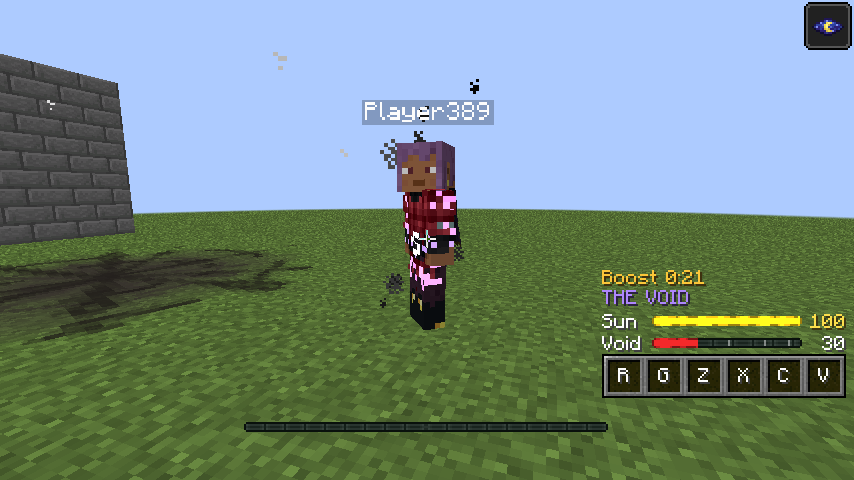 Player389
Boost 0:21
THE VOID
Sun 100
Void 30
R G Z X C V